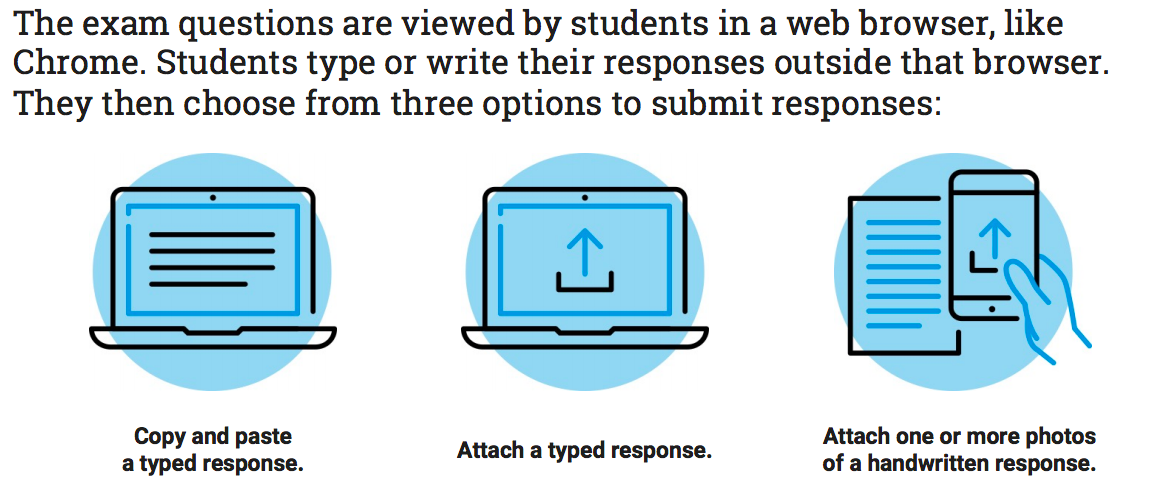 The exam questions are viewed by students in a web browser, like
Chrome. Students type or write their responses outside that browser.
They then choose from three options to submit responses:
Copy and paste
a typed response.
Attach a typed response.
Attach one or more photos
of a handwritten response.